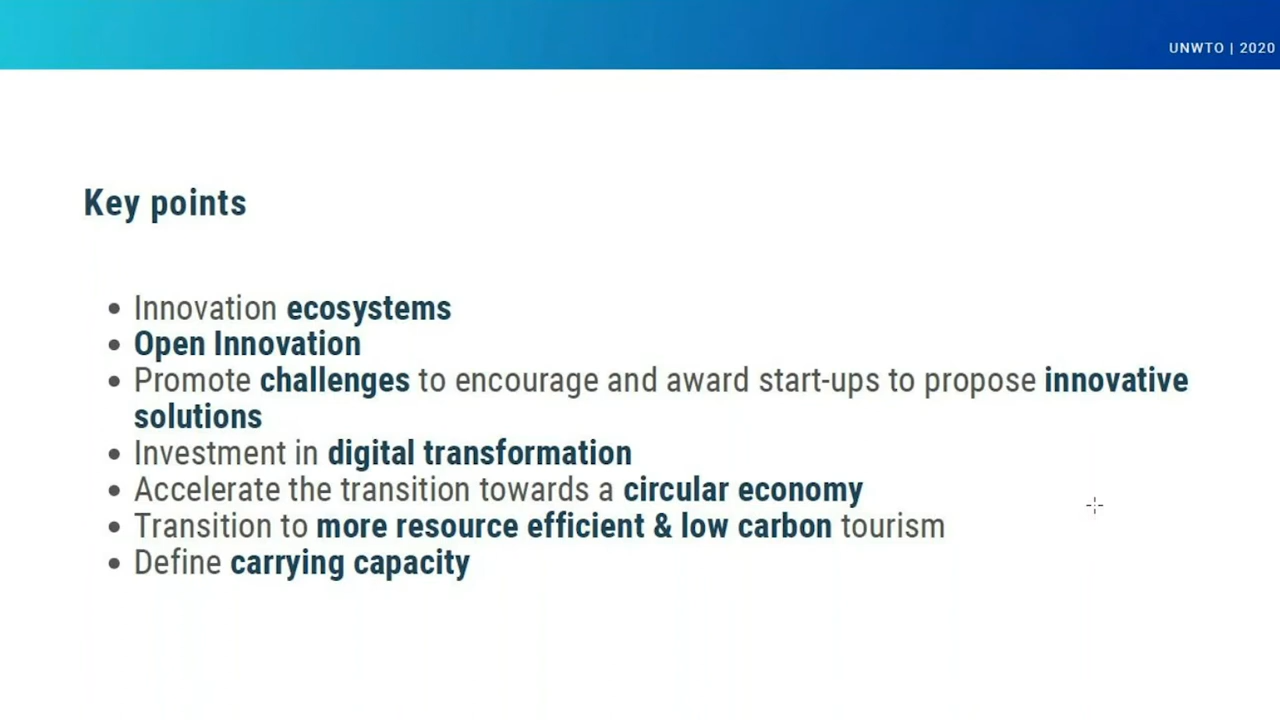 UNWTO | 2020
Key points
• Innovation ecosystems
• Open Innovation
• Promote challenges to encourage and award start-ups to propose innovative
solutions
• Investment in digital transformation
• Accelerate the transition towards a circular economy
• Transition to more resource efficient & low carbon tourism
• Define carrying capacity